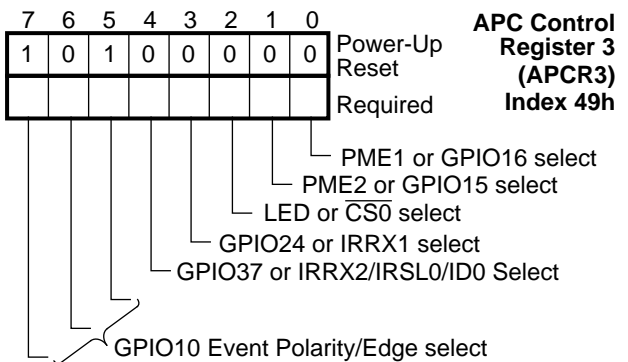 7 6 5 4 3 2 1 0
APC Control
Register 3
(APCR3)
Index 49h
1 0 1 0 0 0 0 0
Power-Up
Reset
Required
PME1 or GPIO16 select
PME2 or GPIO15 select
LED or C̅S̅0̅ select
GPIO24 or IRRX1 select
GPIO37 or IRRX2/IRSL0/ID0 Select
GPIO10 Event Polarity/Edge select